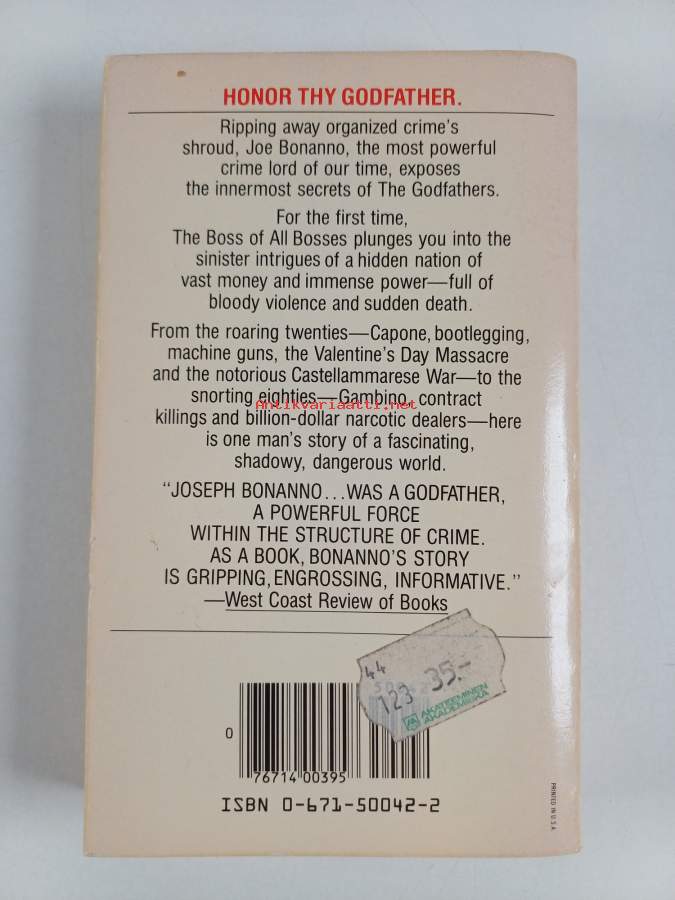 HONOR THY GODFATHER.
Ripping away organized crime's
shroud, Joe Bonanno, the most powerful
crime lord of our time, exposes
the innermost secrets of The Godfathers.
For the first time,
The Boss of All Bosses plunges you into the
sinister intrigues of a hidden nation of
vast money and immense power—full of
bloody violence and sudden death.
From the roaring twenties—Capone, bootlegging,
machine guns, the Valentine's Day Massacre
and the notorious Castellammarese War—to the
snorting eighties—Gambino, contract
Antikvariaatti.net
killings and billion-dollar narcotic dealers—here
is one man's story of a fascinating,
shadowy, dangerous world.
"JOSEPH BONANNO...WAS A GODFATHER,
A POWERFUL FORCE
WITHIN THE STRUCTURE OF CRIME.
AS A BOOK, BONANNO'S STORY
IS GRIPPING, ENGROSSING, INFORMATIVE."
—West Coast Review of Books
44
123 35.-
50042
AKATEEMINEN
AKADEMISKA
0
76714 00395
ISBN 0-671-50042-2
PRINTED IN U.S.A.